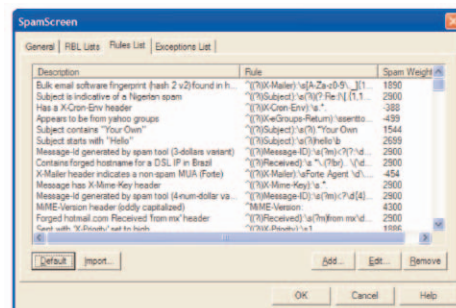 SpamScreen
General RBL Lists Rules List Exceptions List
Description Rule Spam Weight
Bulk email software fingerprint (hash 2 v2) found in h... 1890
Subject is indicative of a Nigerian spam 2900
Has a X-Cron-Env header ^((?i)X-Cron-Env):\s.*. -388
Appears to be from yahoo groups -499
Subject contains "Your Own" 1544
Subject starts with "Hello" 2699
Message-Id generated by spam tool (3-dollars variant) 2900
Contains forged hostname for a DSL IP in Brazil 2900
X-Mailer header indicates a non-spam MUA (Forte) -454
Message has X-Mime-Key header ^((?i)X-Mime-Key):\s.*. 2900
Message-Id generated by spam tool (4-num-dollar va... 2900
MIME-Version header (oddly capitalized) ^MiME-Version: 4300
Forged hotmail.com 'Received from mx' header 2900
Sent with 'X-Priority' set to high 1886
Default Import... Add... Edit... Remove
OK Cancel Help